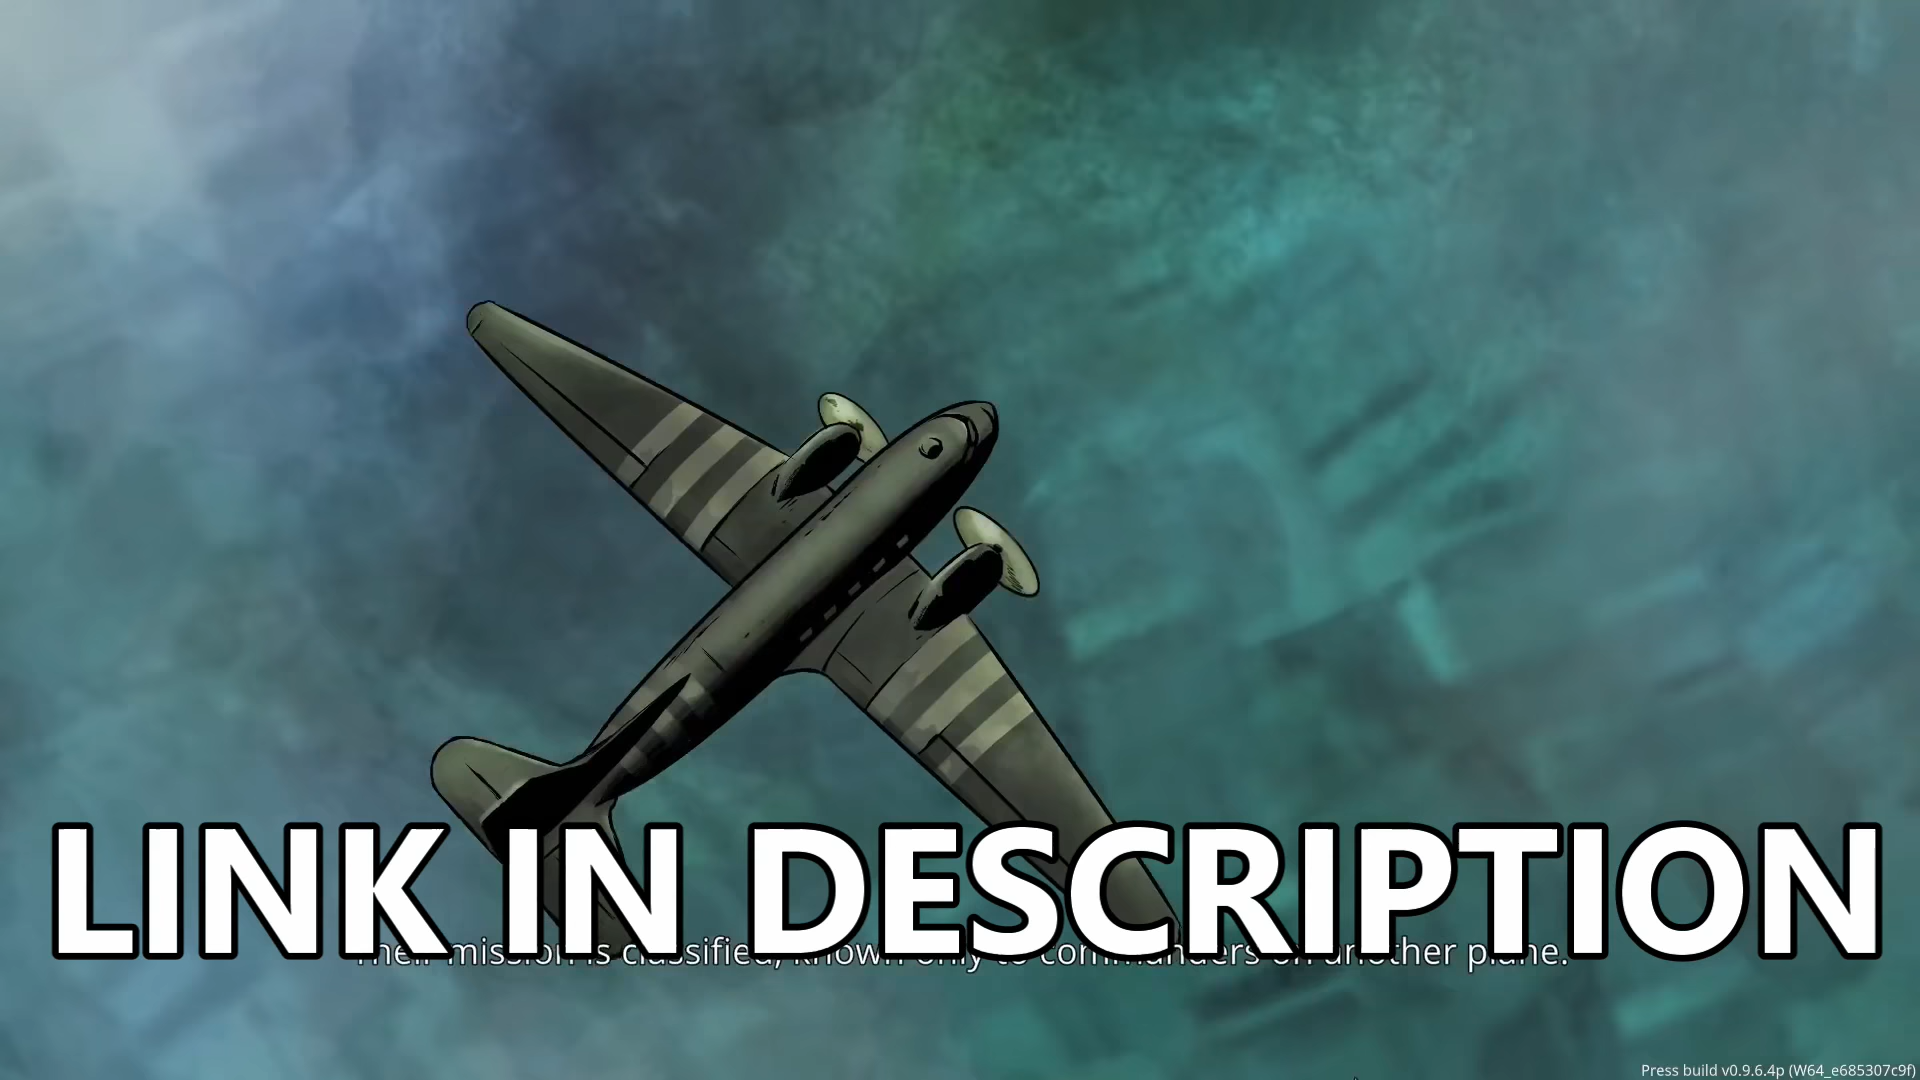 LINK IN DESCRIPTION
Their mission is classified, known only to commanders on another plane.
Press build v0.9.6.4p (W64_e685307c9f)